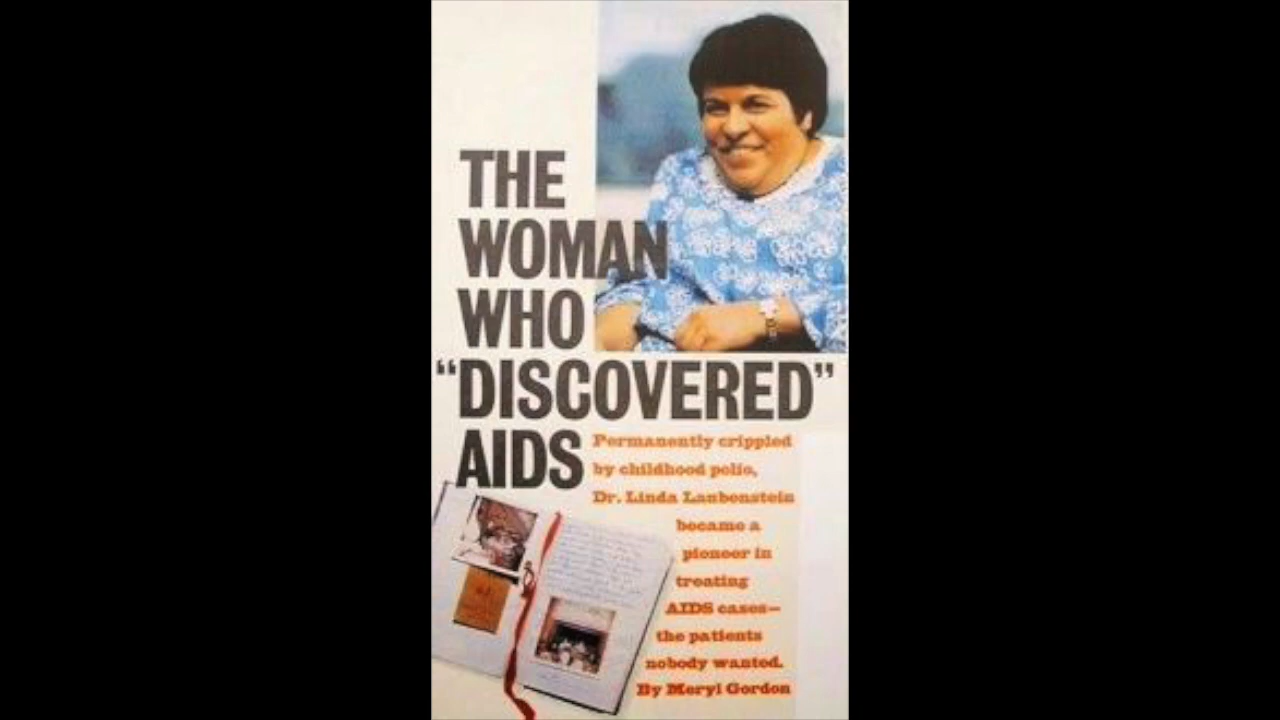 THE
WOMAN
WHO
“DISCOVERED”
AIDS
Permanently crippled
by childhood polio,
Dr. Linda Laubenstein
became a
pioneer in
treating
AIDS cases—
the patients
nobody wanted.
By Meryl Gordon